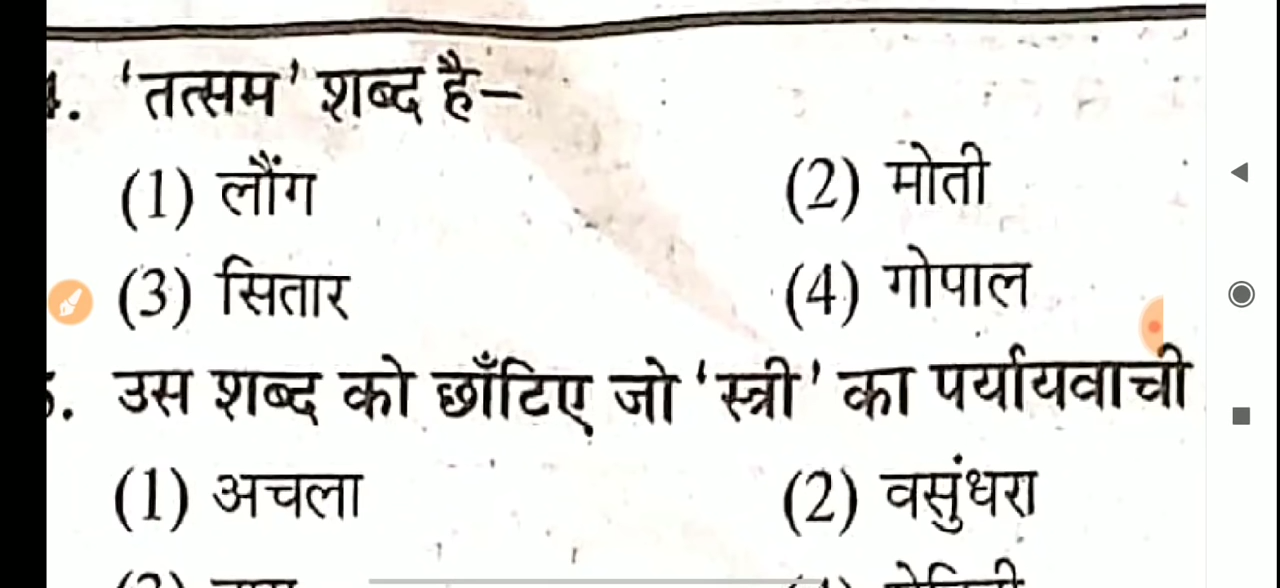 . 'तत्सम' शब्द है–
(1) लौंग (2) मोती
(3) सितार (4) गोपाल
. उस शब्द को छाँटिए जो 'स्त्री' का पर्यायवाची
(1) अचला (2) वसुंधरा